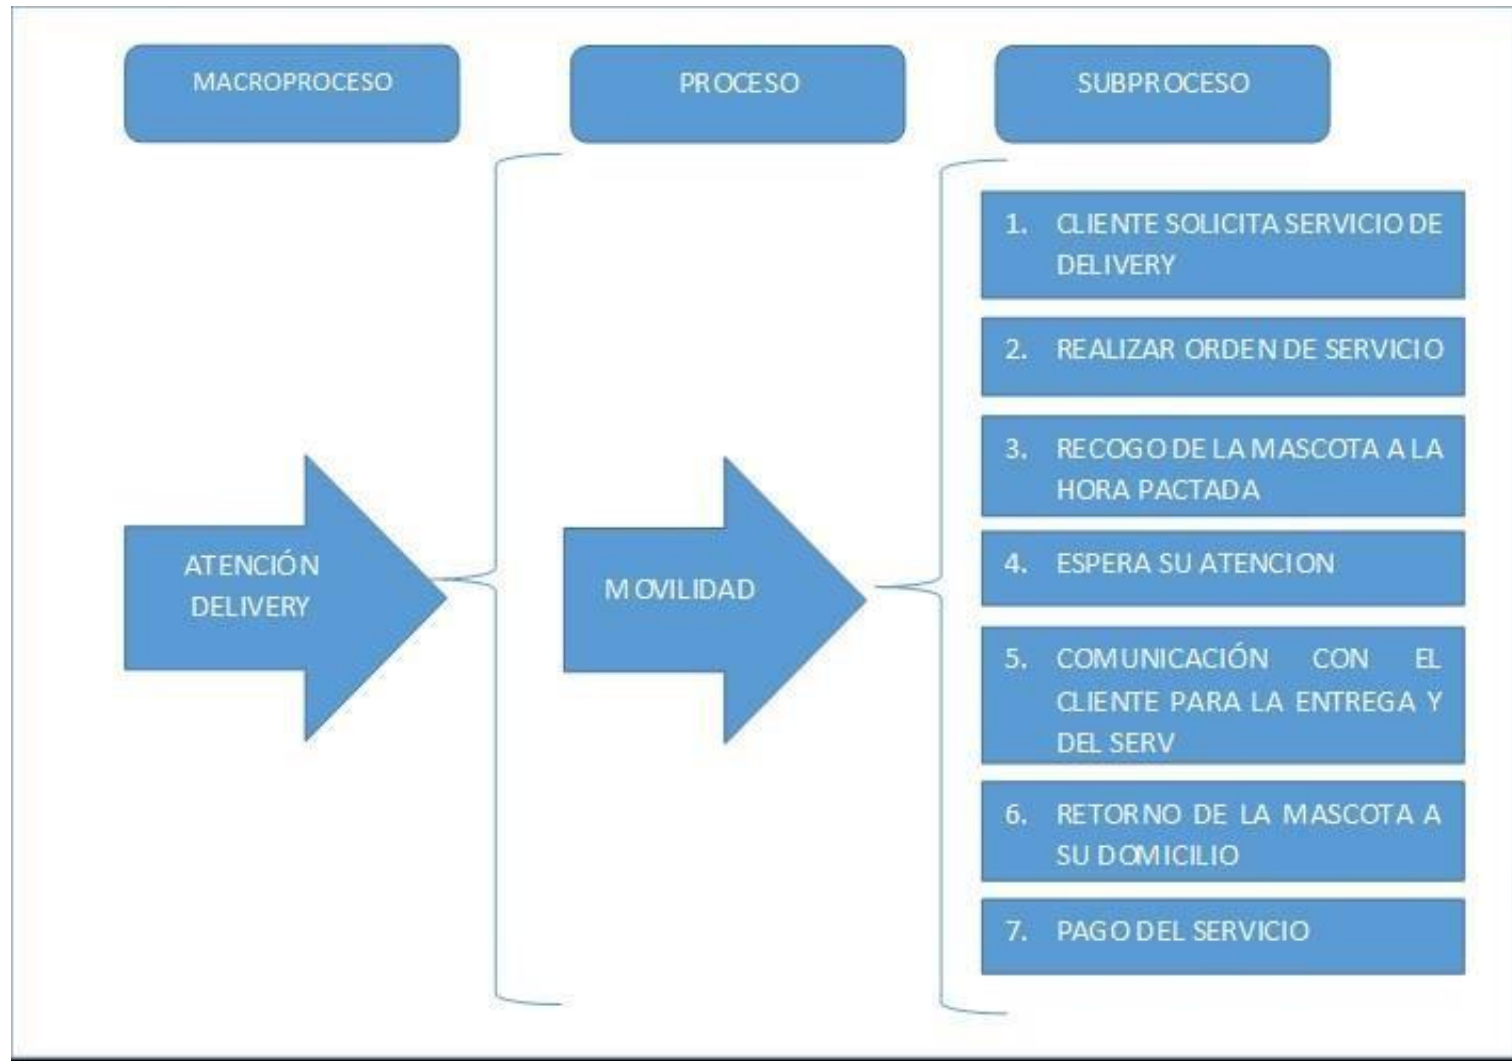 MACROPROCESO
PROCESO
SUBPROCESO
ATENCIÓN
DELIVERY
MOVILIDAD
1. CLIENTE SOLICITA SERVICIO DE
DELIVERY
2. REALIZAR ORDEN DE SERVICIO
3. RECOGO DE LA MASCOTA A LA
HORA PACTADA
4. ESPERA SU ATENCION
5. COMUNICACIÓN CON EL
CLIENTE PARA LA ENTREGA Y
DEL SERV
6. RETORNO DE LA MASCOTA A
SU DOMICILIO
7. PAGO DEL SERVICIO